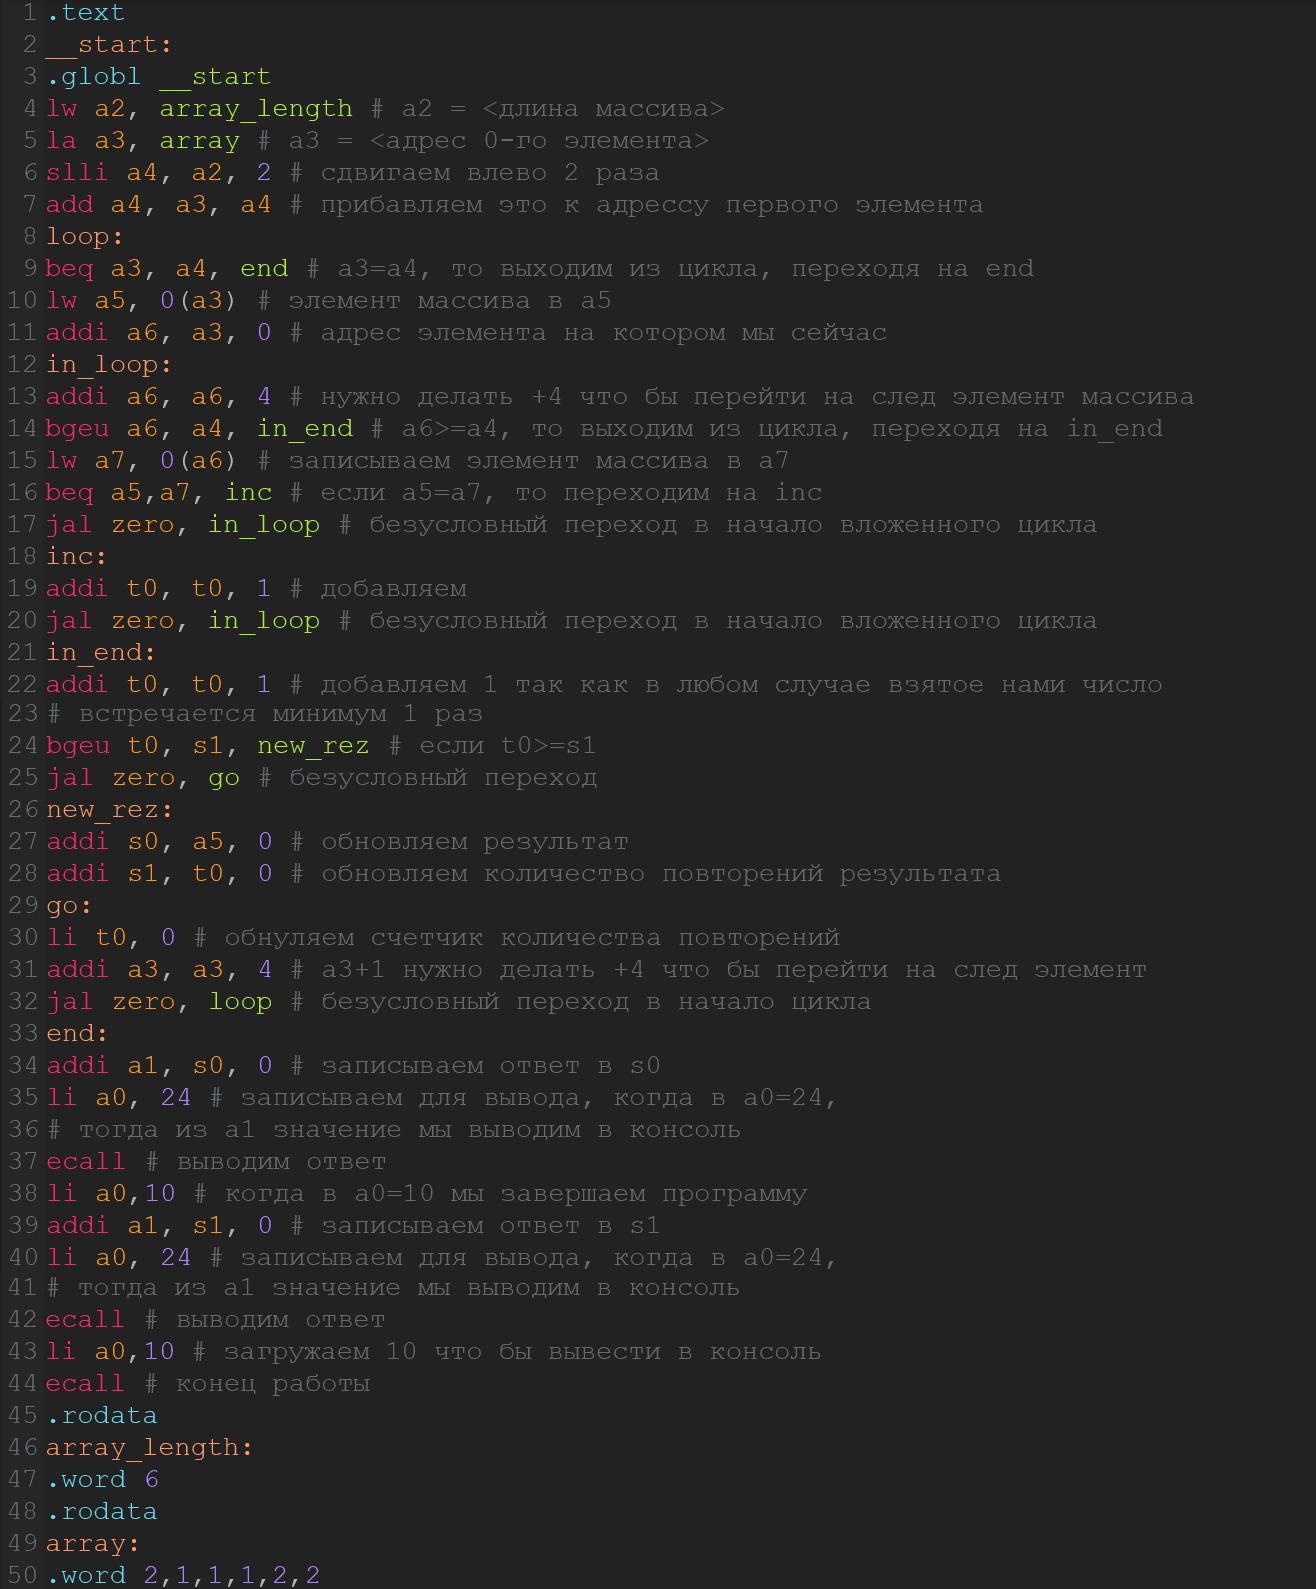 1 .text
2 __start:
3 .globl __start
4 lw a2, array_length # a2 = <длина массива>
5 la a3, array # a3 = <адрес 0-го элемента>
6 slli a4, a2, 2 # сдвигаем влево 2 раза
7 add a4, a3, a4 # прибавляем это к адрессу первого элемента
8 loop:
9 beq a3, a4, end # a3=a4, то выходим из цикла, переходя на end
10 lw a5, 0(a3) # элемент массива в a5
11 addi a6, a3, 0 # адрес элемента на котором мы сейчас
12 in_loop:
13 addi a6, a6, 4 # нужно делать +4 что бы перейти на след элемент массива
14 bgeu a6, a4, in_end # a6>=a4, то выходим из цикла, переходя на in_end
15 lw a7, 0(a6) # записываем элемент массива в a7
16 beq a5,a7, inc # если a5=a7, то переходим на inc
17 jal zero, in_loop # безусловный переход в начало вложенного цикла
18 inc:
19 addi t0, t0, 1 # добавляем
20 jal zero, in_loop # безусловный переход в начало вложенного цикла
21 in_end:
22 addi t0, t0, 1 # добавляем 1 так как в любом случае взятое нами число
23 # встречается минимум 1 раз
24 bgeu t0, s1, new_rez # если t0>=s1
25 jal zero, go # безусловный переход
26 new_rez:
27 addi s0, a5, 0 # обновляем результат
28 addi s1, t0, 0 # обновляем количество повторений результата
29 go:
30 li t0, 0 # обнуляем счетчик количества повторений
31 addi a3, a3, 4 # a3+1 нужно делать +4 что бы перейти на след элемент
32 jal zero, loop # безусловный переход в начало цикла
33 end:
34 addi a1, s0, 0 # записываем ответ в s0
35 li a0, 24 # записываем для вывода, когда в a0=24,
36 # тогда из a1 значение мы выводим в консоль
37 ecall # выводим ответ
38 li a0,10 # когда в a0=10 мы завершаем программу
39 addi a1, s1, 0 # записываем ответ в s1
40 li a0, 24 # записываем для вывода, когда в a0=24,
41 # тогда из a1 значение мы выводим в консоль
42 ecall # выводим ответ
43 li a0,10 # загружаем 10 что бы вывести в консоль
44 ecall # конец работы
45 .rodata
46 array_length:
47 .word 6
48 .rodata
49 array:
50 .word 2,1,1,1,2,2